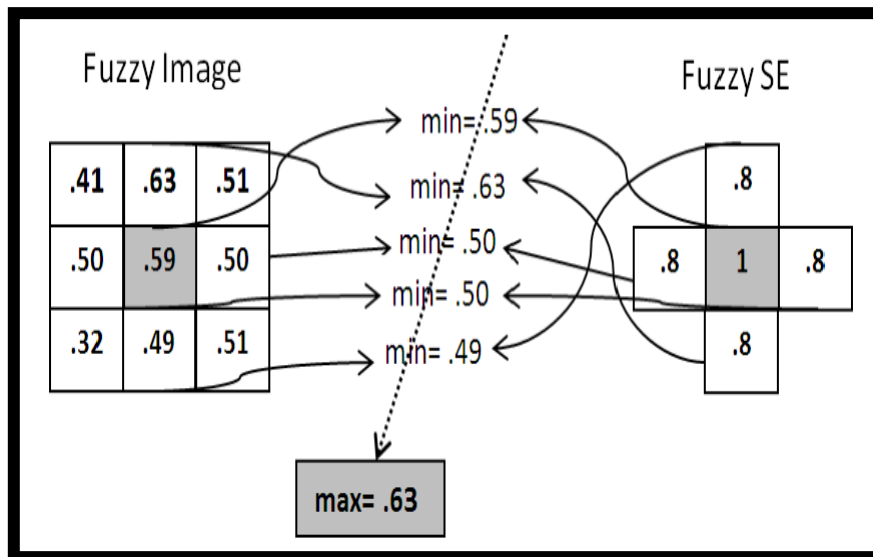 Fuzzy Image
Fuzzy SE
min= .59
min= .63
min= .50
min= .50
min= .49
.41 .63 .51
.50 .59 .50
.32 .49 .51
.8
.8 1 .8
.8
max= .63